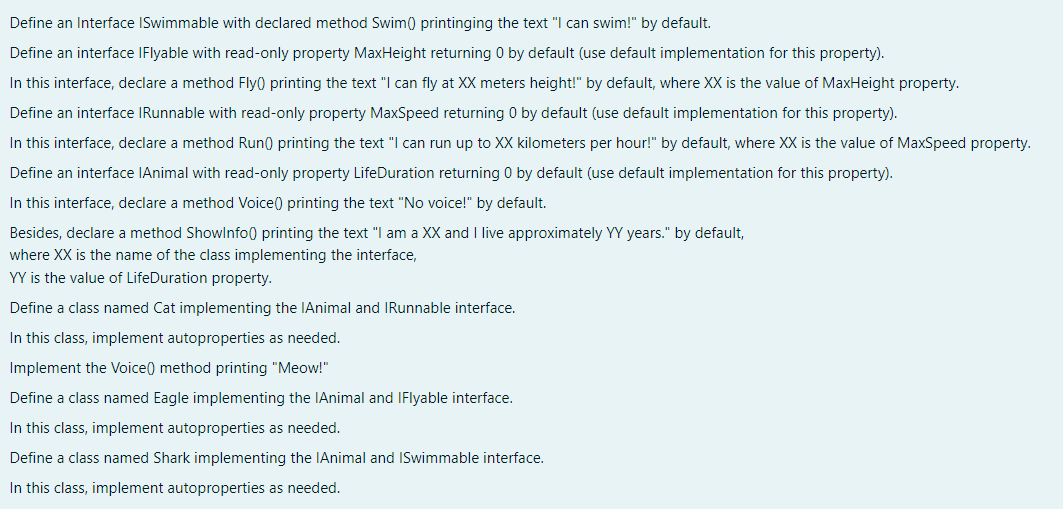 Define an Interface ISwimmable with declared method Swim() printinging the text "I can swim!" by default.
Define an interface IFlyable with read-only property MaxHeight returning 0 by default (use default implementation for this property).
In this interface, declare a method Fly() printing the text "I can fly at XX meters height!" by default, where XX is the value of MaxHeight property.
Define an interface IRunnable with read-only property MaxSpeed returning 0 by default (use default implementation for this property).
In this interface, declare a method Run() printing the text "I can run up to XX kilometers per hour!" by default, where XX is the value of MaxSpeed property.
Define an interface IAnimal with read-only property LifeDuration returning 0 by default (use default implementation for this property).
In this interface, declare a method Voice() printing the text "No voice!" by default.
Besides, declare a method ShowInfo() printing the text "I am a XX and I live approximately YY years." by default,
where XX is the name of the class implementing the interface,
YY is the value of LifeDuration property.
Define a class named Cat implementing the IAnimal and IRunnable interface.
In this class, implement autoproperties as needed.
Implement the Voice() method printing "Meow!"
Define a class named Eagle implementing the IAnimal and IFlyable interface.
In this class, implement autoproperties as needed.
Define a class named Shark implementing the IAnimal and ISwimmable interface.
In this class, implement autoproperties as needed.